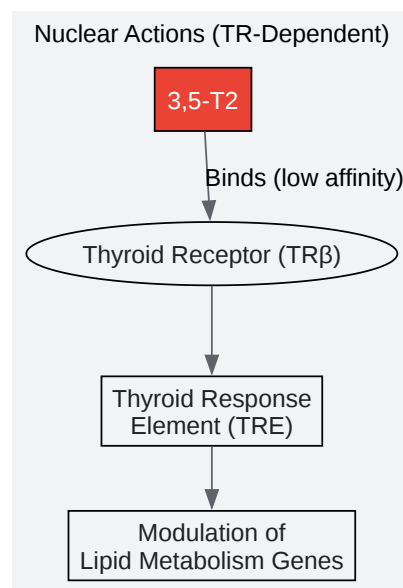 Nuclear Actions (TR-Dependent)
3,5-T2
Binds (low affinity)
Thyroid Receptor (TRβ)
Thyroid Response
Element (TRE)
Modulation of
Lipid Metabolism Genes